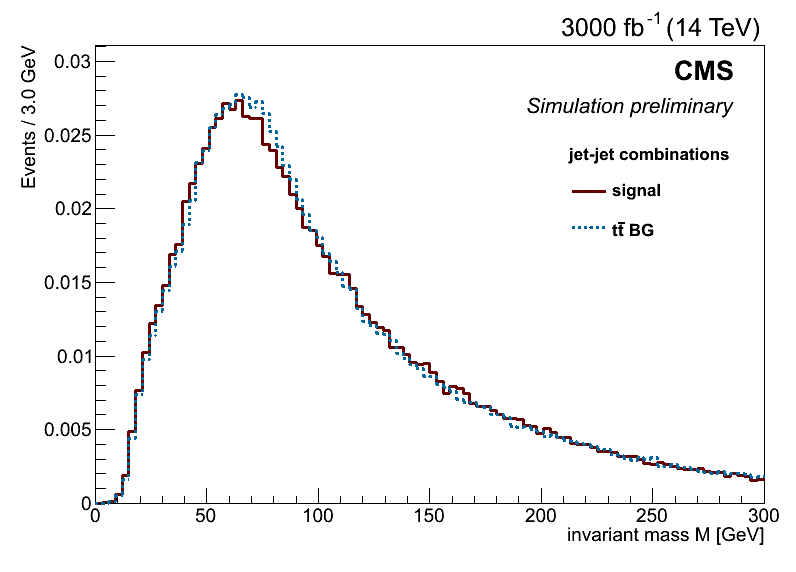 3000 fb⁻¹ (14 TeV)
CMS
Simulation preliminary
jet-jet combinations
signal
tt̄ BG
Events / 3.0 GeV
0.03
0.025
0.02
0.015
0.01
0.005
0
0 50 100 150 200 250 300
invariant mass M [GeV]